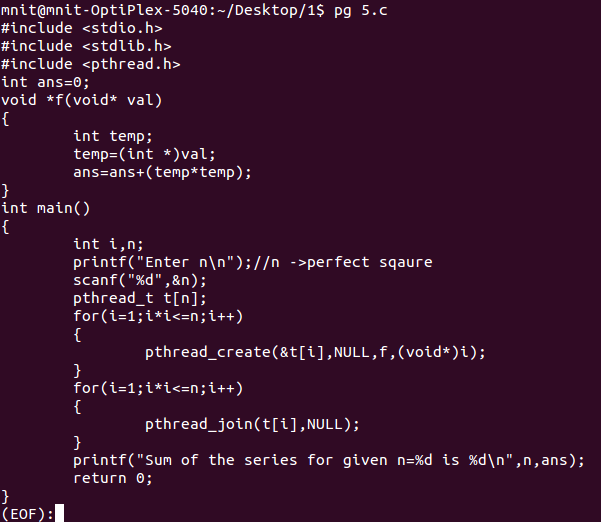 mnit@mnit-OptiPlex-5040:~/Desktop/1$ pg 5.c
#include <stdio.h>
#include <stdlib.h>
#include <pthread.h>
int ans=0;
void *f(void* val)
{
        int temp;
        temp=(int *)val;
        ans=ans+(temp*temp);
}
int main()
{
        int i,n;
        printf("Enter n\n");//n ->perfect sqaure
        scanf("%d",&n);
        pthread_t t[n];
        for(i=1;i*i<=n;i++)
        {
                pthread_create(&t[i],NULL,f,(void*)i);
        }
        for(i=1;i*i<=n;i++)
        {
                pthread_join(t[i],NULL);
        }
        printf("Sum of the series for given n=%d is %d\n",n,ans);
        return 0;
}
(EOF):